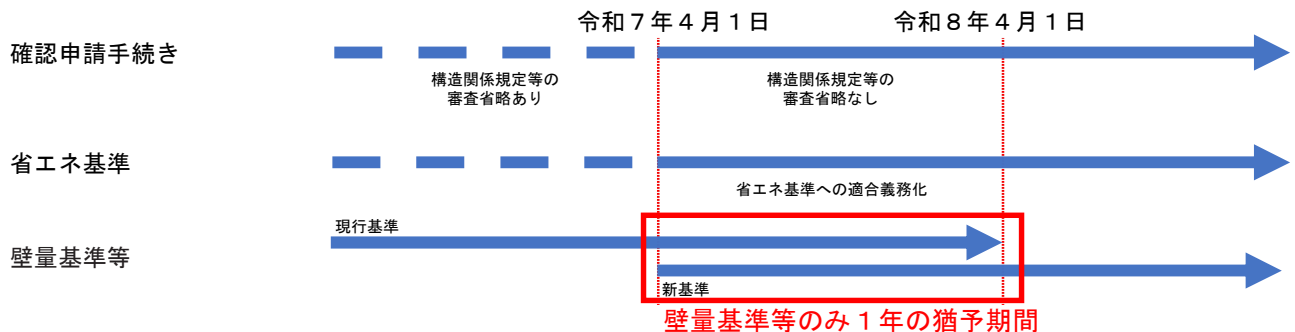 令和７年４月１日
令和８年４月１日
確認申請手続き
構造関係規定等の
審査省略あり
構造関係規定等の
審査省略なし
省エネ基準
省エネ基準への適合義務化
壁量基準等
現行基準
新基準
壁量基準等のみ１年の猶予期間